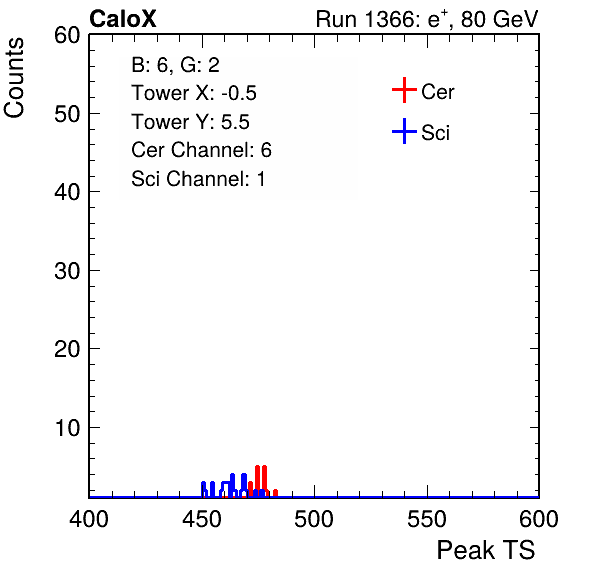 CaloX Run 1366: e⁺, 80 GeV
Counts
60
50
40
30
20
10
B: 6, G: 2
Tower X: -0.5
Tower Y: 5.5
Cer Channel: 6
Sci Channel: 1
Cer
Sci
400 450 500 550 600
Peak TS